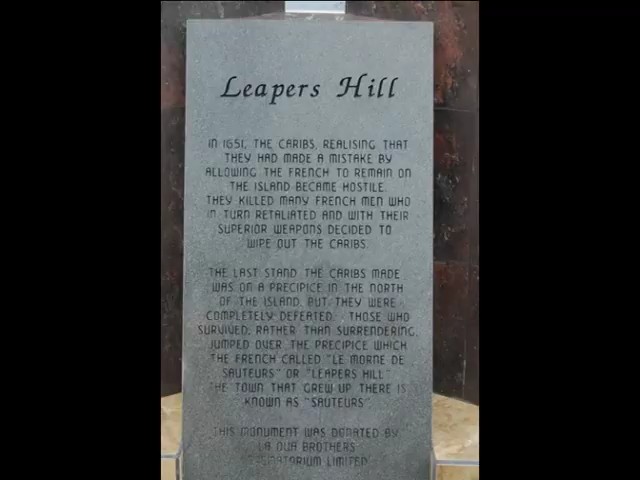 Leapers Hill
IN 1651, THE CARIBS, REALISING THAT
THEY HAD MADE A MISTAKE BY
ALLOWING THE FRENCH TO REMAIN ON
THE ISLAND BECAME HOSTILE.
THEY KILLED MANY FRENCH MEN WHO
IN TURN RETALIATED AND WITH THEIR
SUPERIOR WEAPONS DECIDED TO
WIPE OUT THE CARIBS.
THE LAST STAND THE CARIBS MADE
WAS ON A PRECIPICE IN THE NORTH
OF THE ISLAND, BUT THEY WERE
COMPLETELY DEFEATED. THOSE WHO
SURVIVED, RATHER THAN SURRENDERING,
JUMPED OVER THE PRECIPICE WHICH
THE FRENCH CALLED "LE MORNE DE
SAUTEURS" OR "LEAPERS HILL"
THE TOWN THAT GREW UP THERE IS
KNOWN AS "SAUTEURS"
THIS MONUMENT WAS DONATED BY
LA QUA BROTHERS
LIMITED